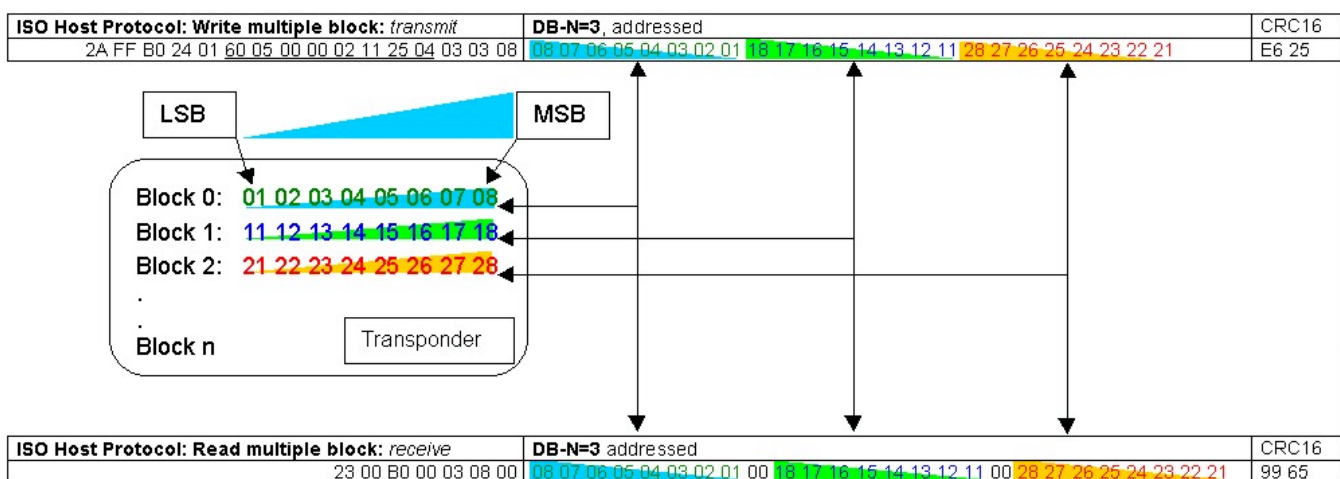 ISO Host Protocol: Write multiple block: transmit DB-N=3, addressed CRC16
2A FF B0 24 01 60 05 00 00 02 11 25 04 03 03 08 08 07 06 05 04 03 02 01 18 17 16 15 14 13 12 11 28 27 26 25 24 23 22 21 E6 25
LSB MSB
Block 0: 01 02 03 04 05 06 07 08
Block 1: 11 12 13 14 15 16 17 18
Block 2: 21 22 23 24 25 26 27 28
.
.
Block n
Transponder
ISO Host Protocol: Read multiple block: receive DB-N=3 addressed CRC16
23 00 B0 00 03 08 00 08 07 06 05 04 03 02 01 00 18 17 16 15 14 13 12 11 00 28 27 26 25 24 23 22 21 99 65